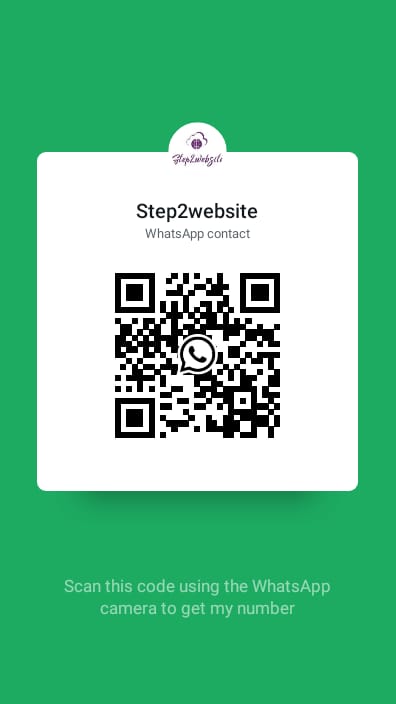 Step2website
Step2website
WhatsApp contact
Scan this code using the WhatsApp
camera to get my number